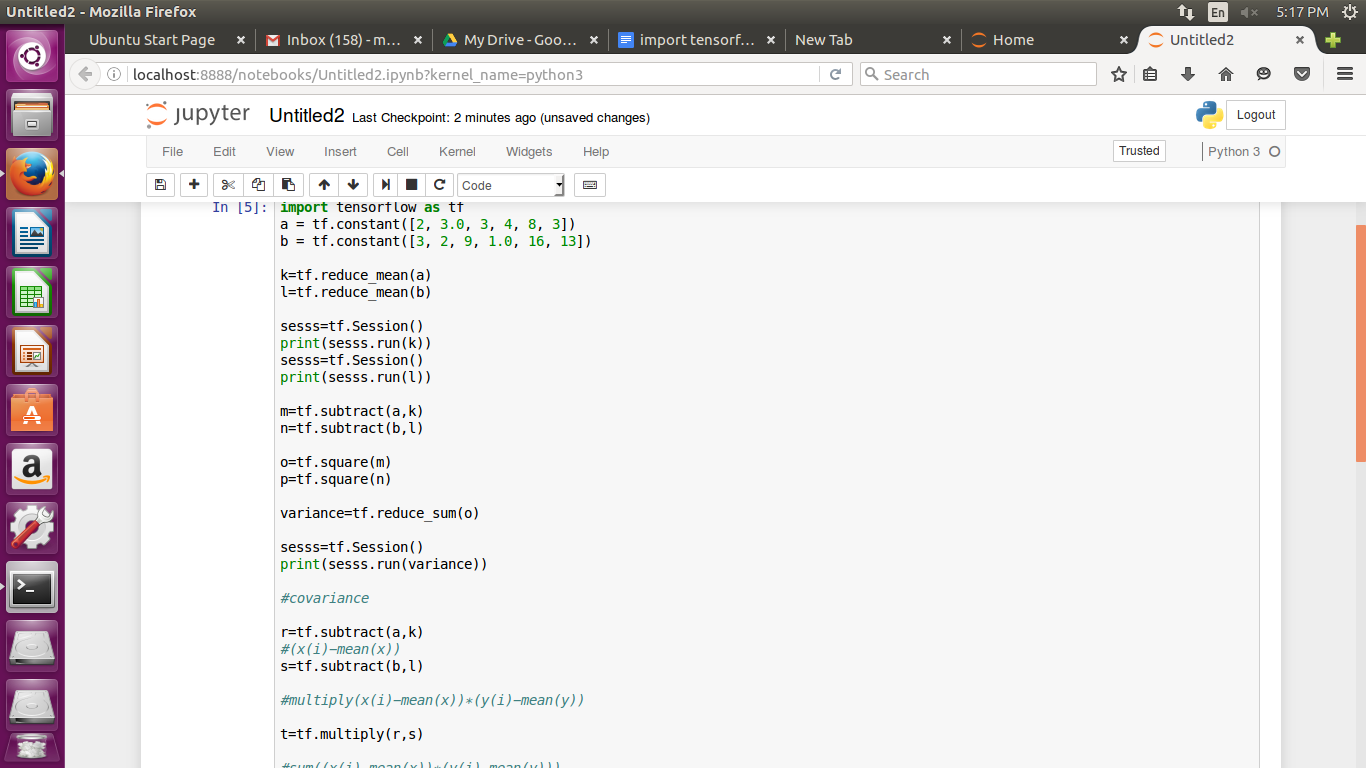 Untitled2 - Mozilla Firefox
En
5:17 PM
Ubuntu Start Page
Inbox (158) - m...
My Drive - Goo...
import tensorf...
New Tab
Home
Untitled2
localhost:8888/notebooks/Untitled2.ipynb?kernel_name=python3
Search
jupyter
Untitled2 Last Checkpoint: 2 minutes ago (unsaved changes)
Logout
File Edit View Insert Cell Kernel Widgets Help
Trusted
Python 3
Code
In [5]: import tensorflow as tf
a = tf.constant([2, 3.0, 3, 4, 8, 3])
b = tf.constant([3, 2, 9, 1.0, 16, 13])
k=tf.reduce_mean(a)
l=tf.reduce_mean(b)
sesss=tf.Session()
print(sesss.run(k))
sesss=tf.Session()
print(sesss.run(l))
m=tf.subtract(a,k)
n=tf.subtract(b,l)
o=tf.square(m)
p=tf.square(n)
variance=tf.reduce_sum(o)
sesss=tf.Session()
print(sesss.run(variance))
#covariance
r=tf.subtract(a,k)
#(x(i)-mean(x))
s=tf.subtract(b,l)
#multiply(x(i)-mean(x))*(y(i)-mean(y))
t=tf.multiply(r,s)
#sum((x(i)-mean(x))*(y(i)-mean(y)))